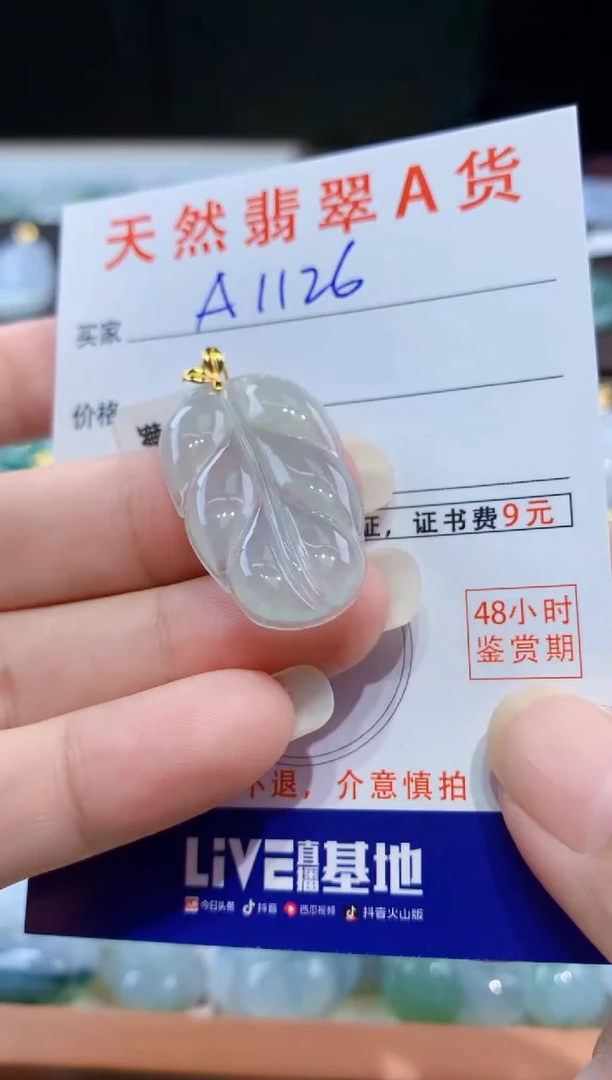 天然翡翠A货
买家 A1126
价格
证，证书费9元
48小时
鉴赏期
不退，介意慎拍
LiVE直播基地
今日头条 抖音 西瓜视频 抖音火山版